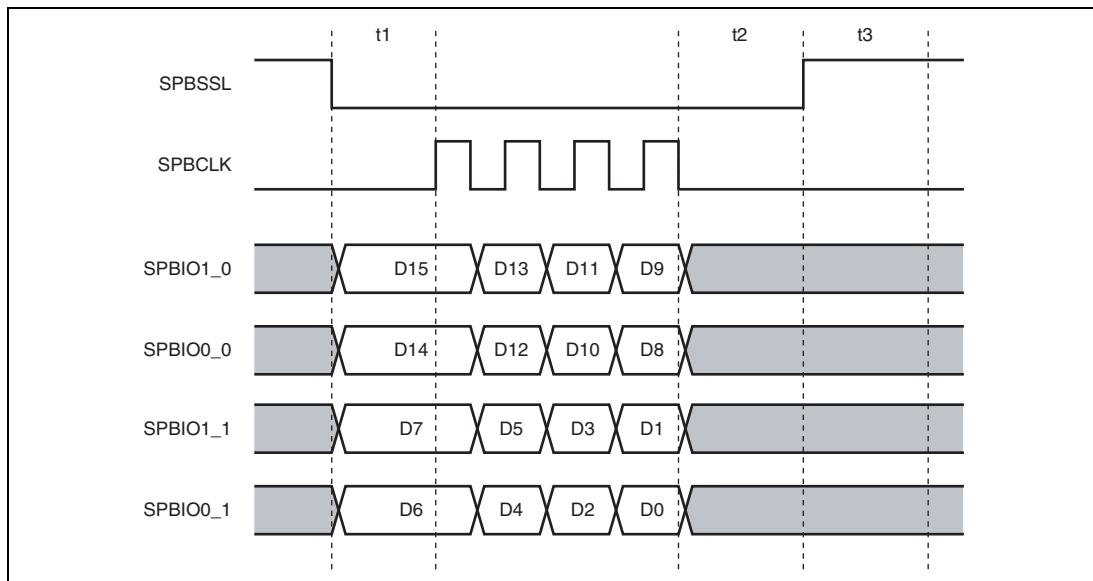 t1 t2 t3
SPBSSL
SPBCLK
SPBIO1_0 D15 D13 D11 D9
SPBIO0_0 D14 D12 D10 D8
SPBIO1_1 D7 D5 D3 D1
SPBIO0_1 D6 D4 D2 D0